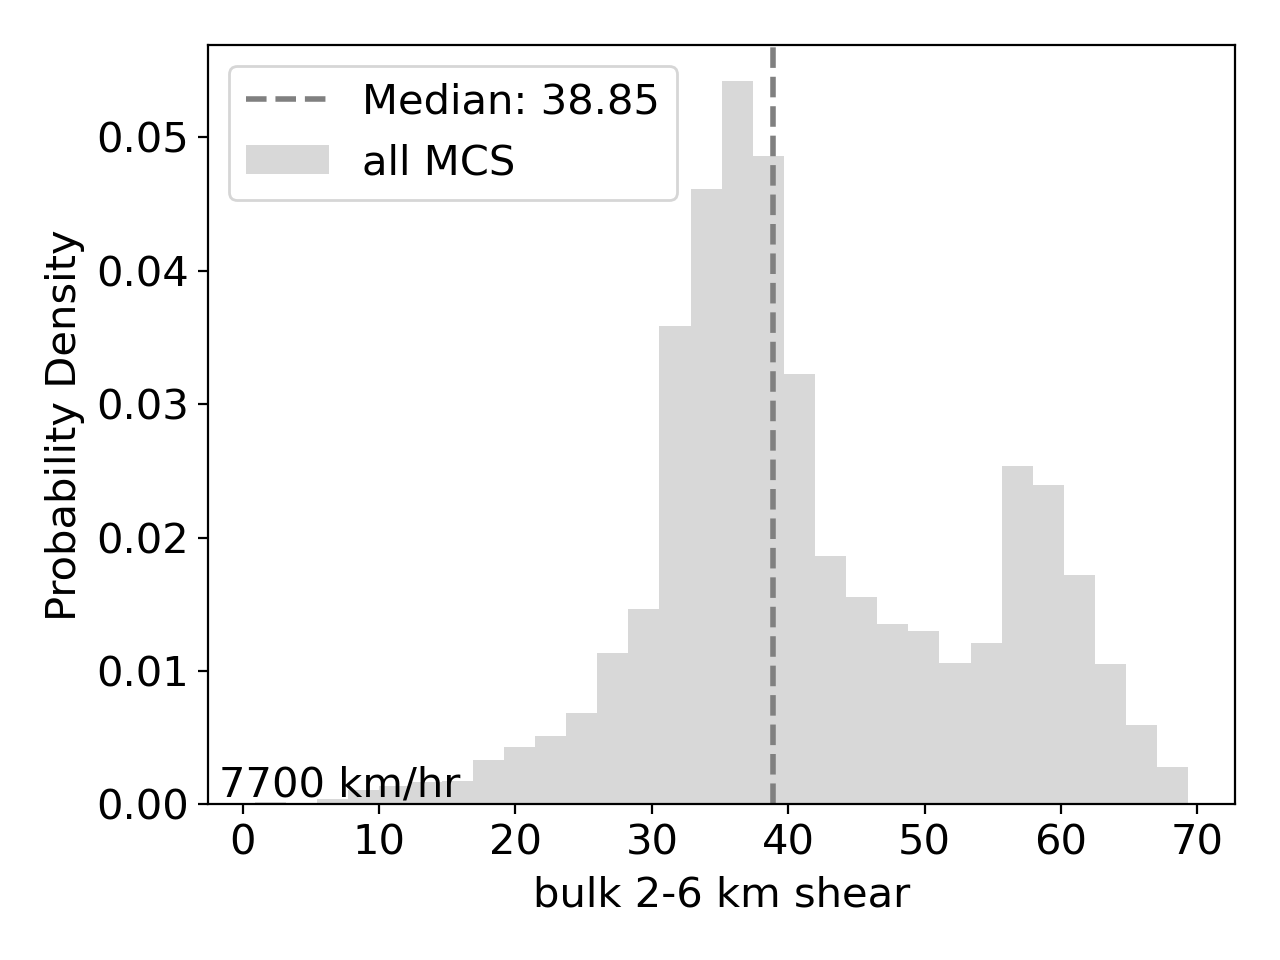 Median: 38.85
all MCS
0.05
0.04
0.03
0.02
0.01
0.00
Probability Density
7700 km/hr
0 10 20 30 40 50 60 70
bulk 2-6 km shear